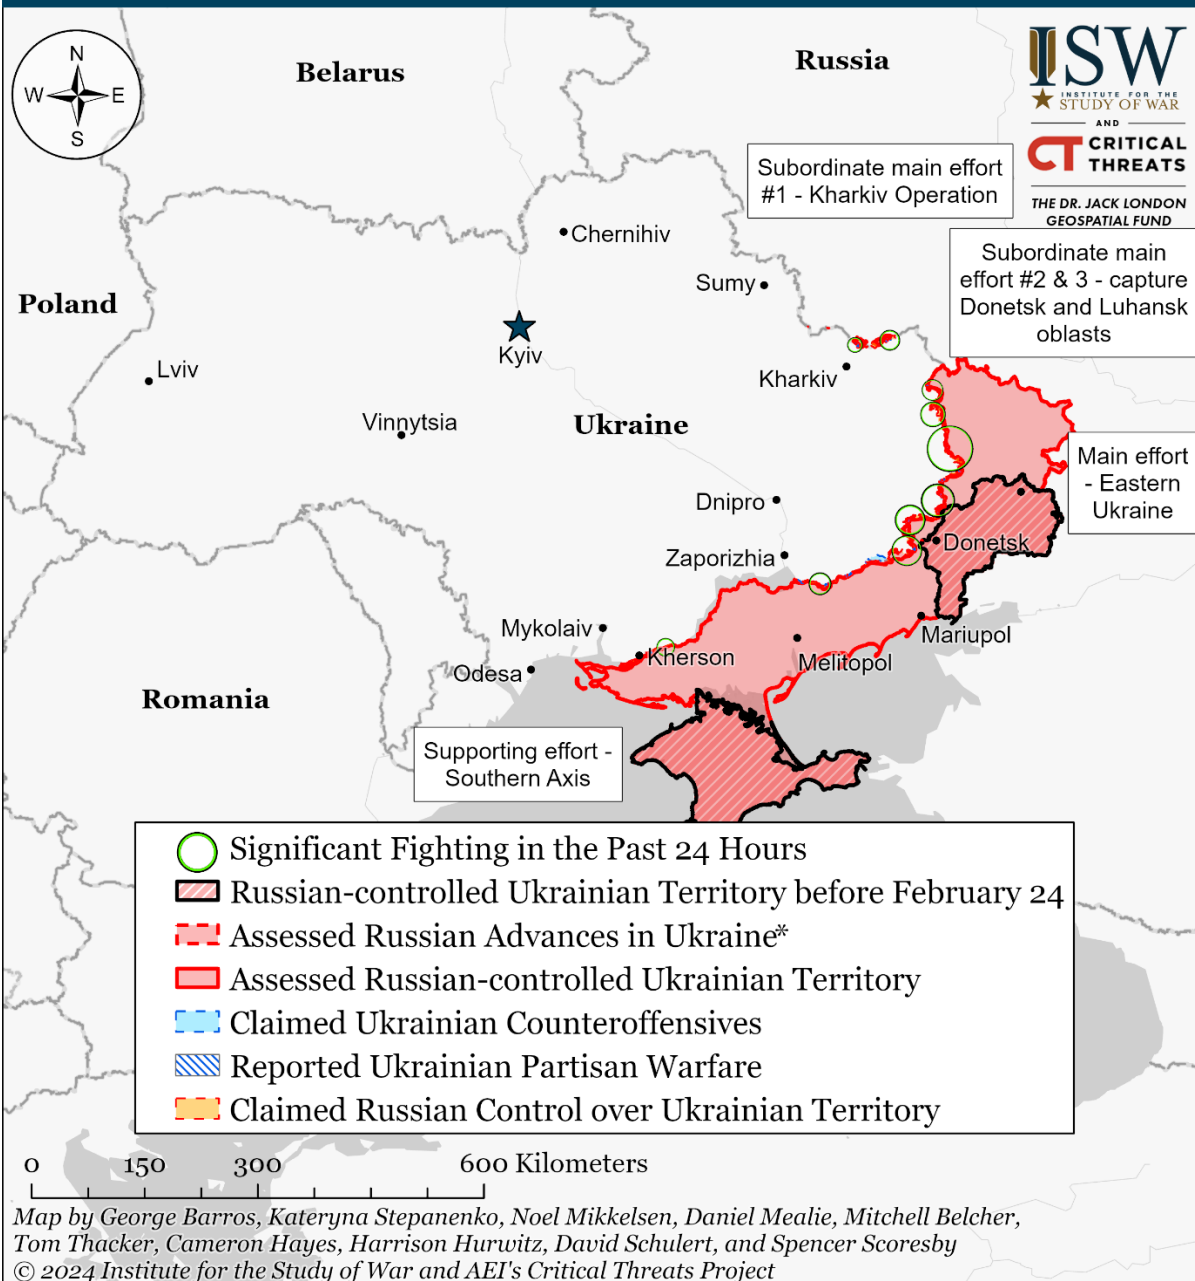 N
W
E
S
Belarus
Russia
ISW
INSTITUTE FOR THE
STUDY OF WAR
AND
CT CRITICAL
THREATS
THE DR. JACK LONDON
GEOSPATIAL FUND
Subordinate main effort
#1 - Kharkiv Operation
Subordinate main
effort #2 & 3 - capture
Donetsk and Luhansk
oblasts
Chernihiv
Sumy
Poland
Kyiv
Lviv
Kharkiv
Vinnytsia
Ukraine
Main effort
- Eastern
Ukraine
Dnipro
Donetsk
Zaporizhia
Mykolaiv
Mariupol
Kherson
Melitopol
Odesa
Romania
Supporting effort -
Southern Axis
Significant Fighting in the Past 24 Hours
Russian-controlled Ukrainian Territory before February 24
Assessed Russian Advances in Ukraine*
Assessed Russian-controlled Ukrainian Territory
Claimed Ukrainian Counteroffensives
Reported Ukrainian Partisan Warfare
Claimed Russian Control over Ukrainian Territory
0 150 300 600 Kilometers
Map by George Barros, Kateryna Stepanenko, Noel Mikkelsen, Daniel Mealie, Mitchell Belcher,
Tom Thacker, Cameron Hayes, Harrison Hurwitz, David Schulert, and Spencer Scoresby
© 2024 Institute for the Study of War and AEI's Critical Threats Project